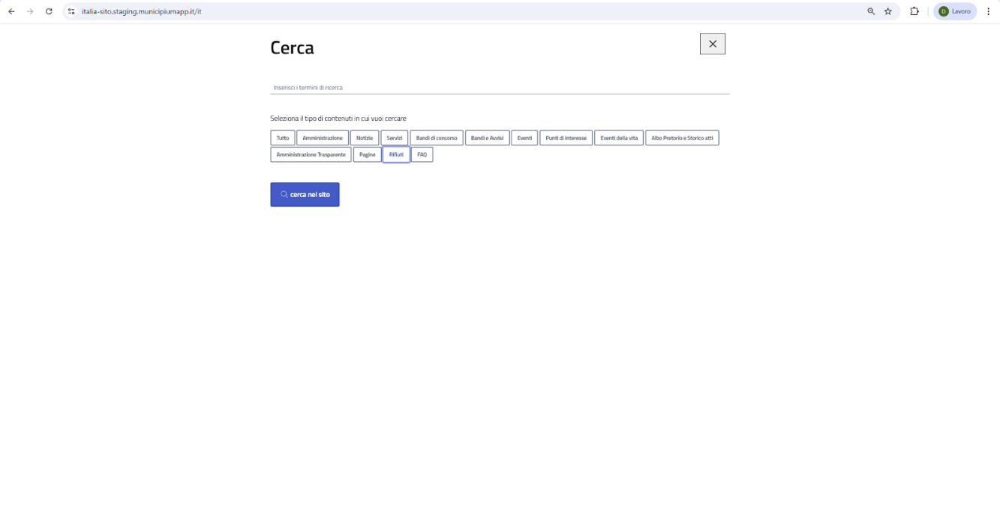 italia-sito.staging.municipiumapp.it/it
D Lavoro
Cerca
Inserisci i termini di ricerca
Seleziona il tipo di contenuti in cui vuoi cercare
Tutto Amministrazione Notizie Servizi Bandi di concorso Bandi e Avvisi Eventi Punti di interesse Eventi della vita Albo Pretorio e Storico atti
Amministrazione Trasparente Pagine Rifiuti FAQ
cerca nel sito